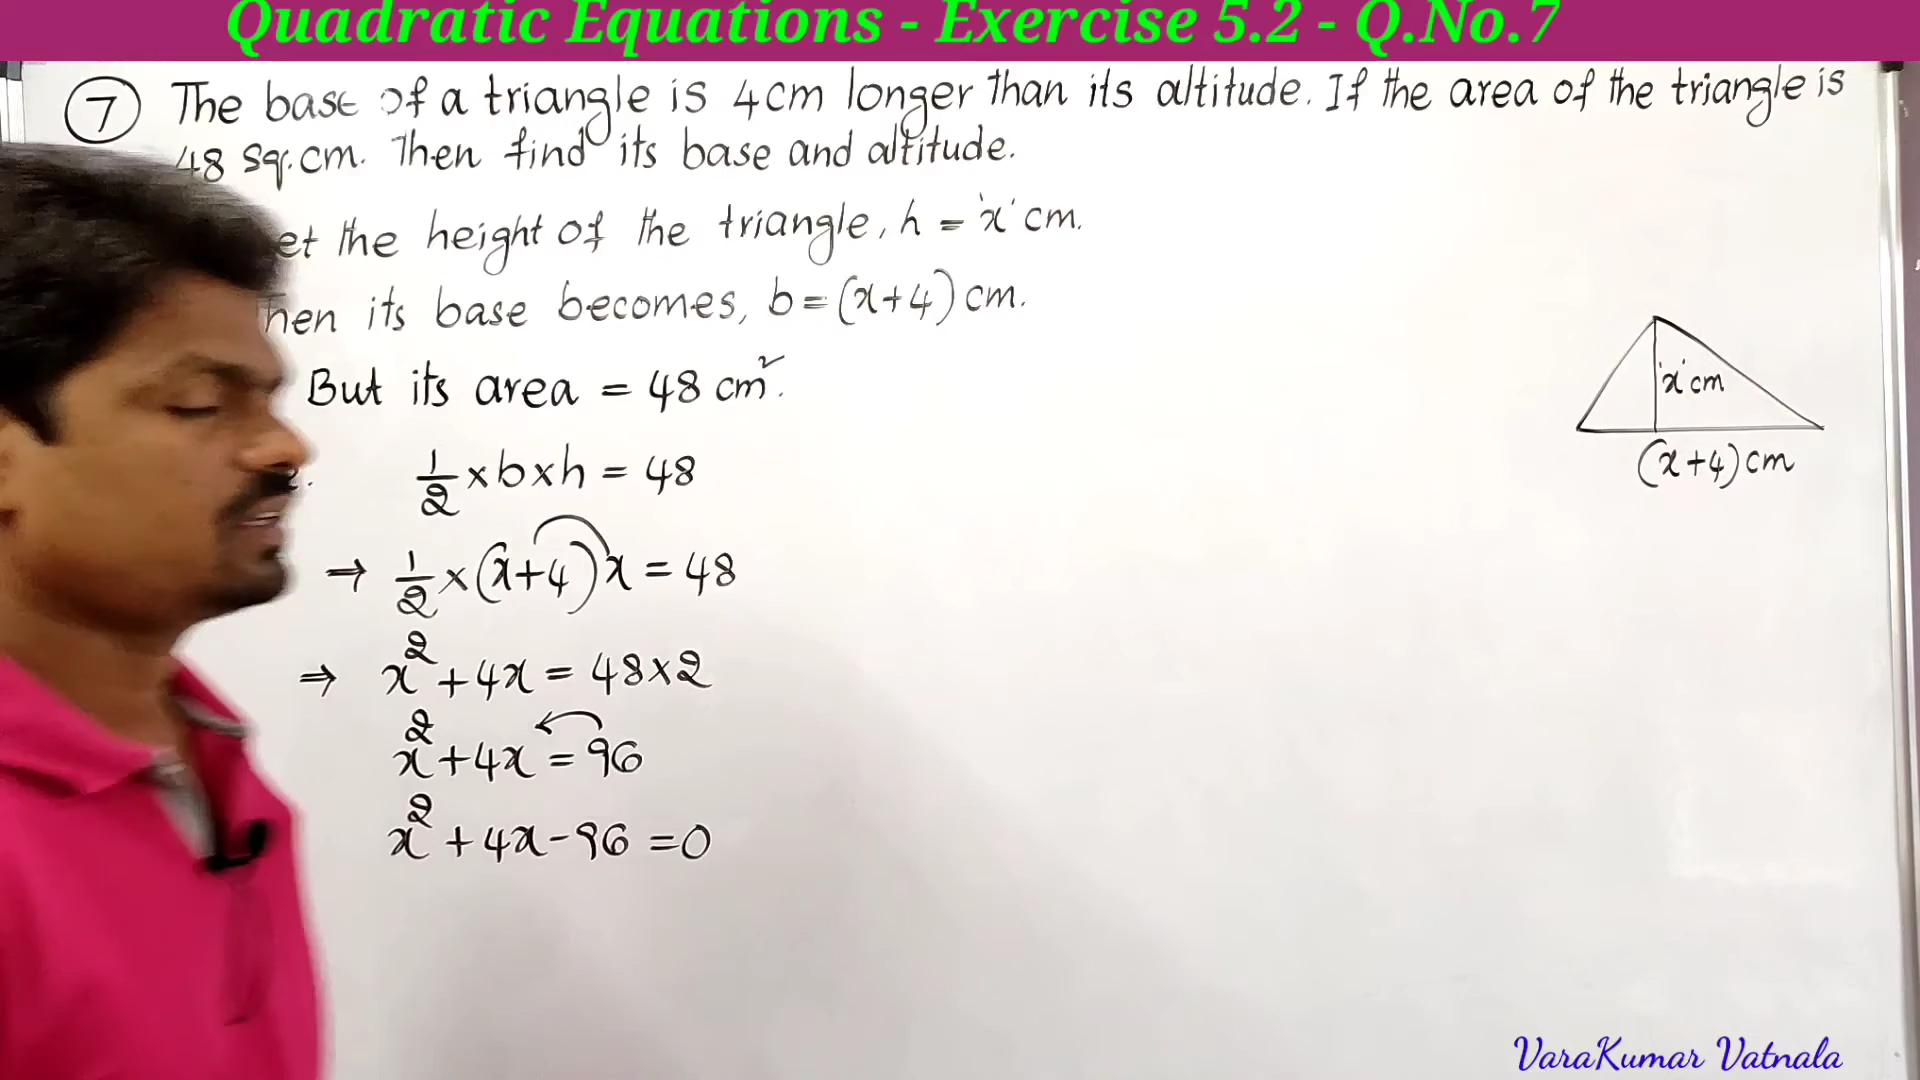 Quadratic Equations - Exercise 5.2 - Q.No.7
7 The base of a triangle is 4cm longer than its altitude. If the area of the triangle is
48 sq.cm. Then find its base and altitude.
et the height of the triangle, h = 'x' cm.
hen its base becomes, b = (x+4) cm.
But its area = 48 cm².
1/2 × b × h = 48
⇒ 1/2 × (x+4)x = 48
⇒ x² + 4x = 48×2
x² + 4x = 96
x² + 4x - 96 = 0
'x' cm
(x+4) cm
VaraKumar Vatnala